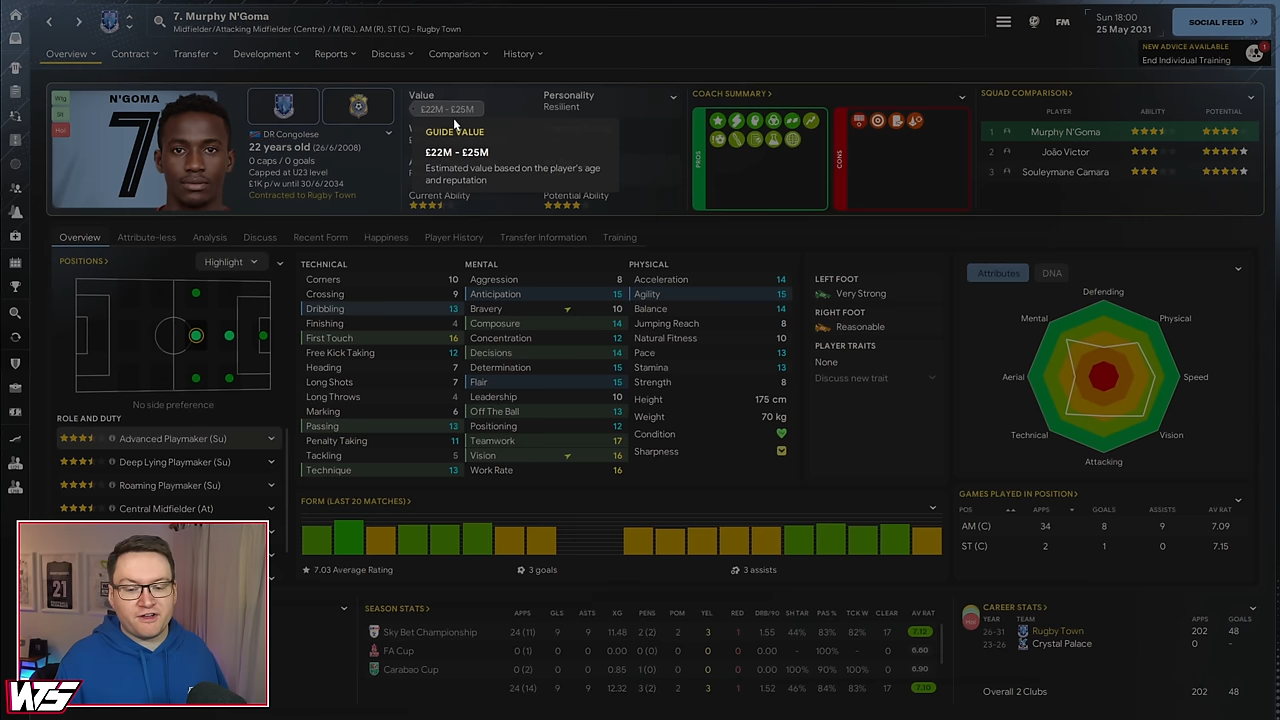 7. Murphy N'Goma
Midfielder/Attacking Midfielder (Centre) / M (RL), AM (R), ST (C) - Rugby Town
FM
Sun 18:00
25 May 2031
SOCIAL FEED
Overview
Contract
Transfer
Development
Reports
Discuss
Comparison
History
NEW ADVICE AVAILABLE
End Individual Training
1
Wtg
Slt
Hol
N'GOMA
7
DR Congolese
22 years old (26/6/2008)
0 caps / 0 goals
Capped at U23 level
£1K p/w until 30/6/2034
Contracted to Rugby Town
Value
£22M - £25M
Personality
Resilient
GUIDE VALUE
£22M - £25M
Estimated value based on the player's age
and reputation
Current Ability
Potential Ability
COACH SUMMARY
PROS
CONS
SQUAD COMPARISON
PLAYER ABILITY POTENTIAL
1 Murphy N'Goma
2 João Victor
3 Souleymane Camara
Overview
Attribute-less
Analysis
Discuss
Recent Form
Happiness
Player History
Transfer Information
Training
POSITIONS
Highlight
No side preference
ROLE AND DUTY
Advanced Playmaker (Su)
Deep Lying Playmaker (Su)
Roaming Playmaker (Su)
Central Midfielder (At)
TECHNICAL
Corners 10
Crossing 9
Dribbling 13
Finishing 4
First Touch 16
Free Kick Taking 12
Heading 7
Long Shots 7
Long Throws 4
Marking 6
Passing 13
Penalty Taking 11
Tackling 5
Technique 13
MENTAL
Aggression 8
Anticipation 15
Bravery 10
Composure 14
Concentration 12
Decisions 14
Determination 15
Flair 15
Leadership 10
Off The Ball 13
Positioning 12
Teamwork 17
Vision 16
Work Rate 16
PHYSICAL
Acceleration 14
Agility 15
Balance 14
Jumping Reach 8
Natural Fitness 10
Pace 13
Stamina 13
Strength 8
Height 175 cm
Weight 70 kg
Condition
Sharpness
LEFT FOOT
Very Strong
RIGHT FOOT
Reasonable
PLAYER TRAITS
None
Discuss new trait
Attributes
DNA
Defending
Physical
Speed
Vision
Attacking
Technical
Aerial
Mental
FORM (LAST 20 MATCHES)
7.03 Average Rating
3 goals
3 assists
GAMES PLAYED IN POSITION
POS APPS GOALS ASSISTS AV RAT
AM (C) 34 8 9 7.09
ST (C) 2 1 0 7.15
SEASON STATS
APPS GLS ASTS XG PENS POM YEL RED DRB/90 SH TAR PAS % TCK W CLEAR AV RAT
Sky Bet Championship 24 (11) 9 9 11.48 2 (2) 2 3 1 1.55 44% 83% 82% 17 7.12
FA Cup 0 (1) 0 0 0.00 0 (0) 0 0 0 0.00 - 100% - 0 6.60
Carabao Cup 0 (2) 0 0 0.85 1 (0) 0 0 0 0.00 100% 90% 100% 0 6.90
24 (14) 9 9 12.32 3 (2) 2 3 1 1.52 46% 84% 83% 17 7.10
CAREER STATS
YEAR TEAM APPS GOALS
26-31 Rugby Town 202 48
23-26 Crystal Palace 0 -
Overall 2 Clubs 202 48
Hol
21
WTS